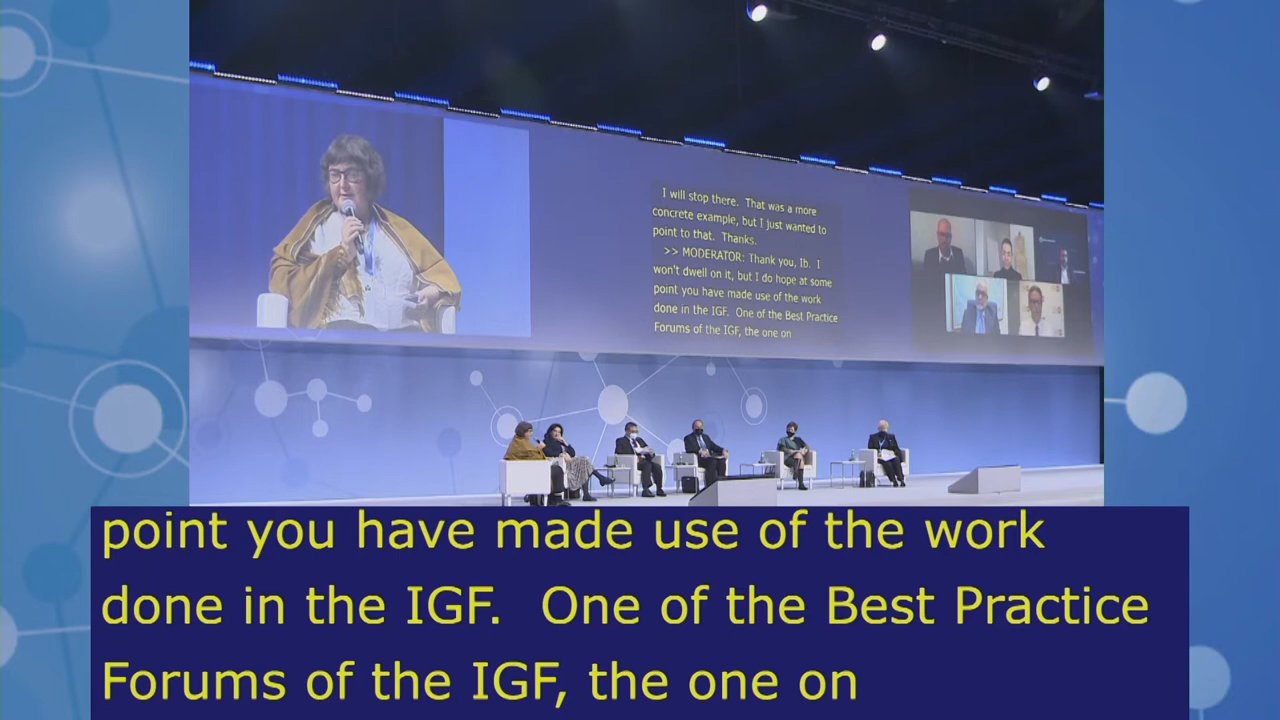 I will stop there.  That was a more
concrete example, but I just wanted to
point to that.  Thanks.
>> MODERATOR: Thank you, Ib.  I
won't dwell on it, but I do hope at some
point you have made use of the work
done in the IGF.  One of the Best Practice
Forums of the IGF, the one on
point you have made use of the work
done in the IGF.  One of the Best Practice
Forums of the IGF, the one on